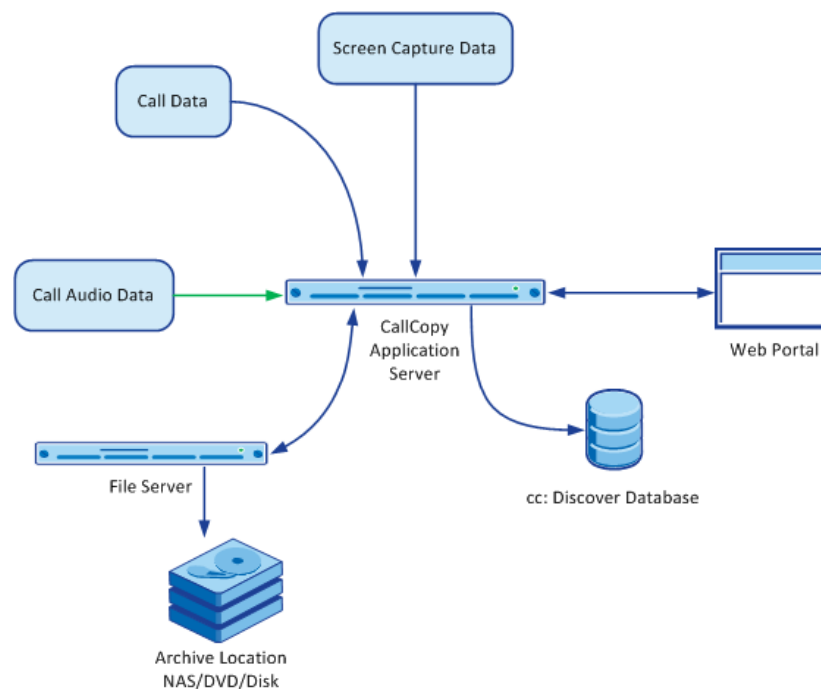 Screen Capture Data
Call Data
Call Audio Data
CallCopy
Application
Server
Web Portal
File Server
cc: Discover Database
Archive Location
NAS/DVD/Disk